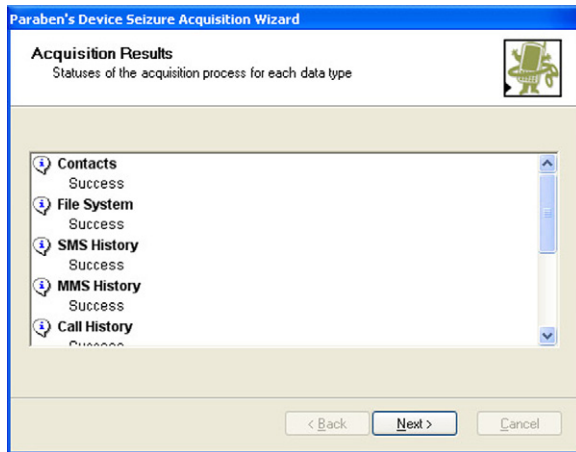 Paraben's Device Seizure Acquisition Wizard
Acquisition Results
Statuses of the acquisition process for each data type
Contacts
Success
File System
Success
SMS History
Success
MMS History
Success
Call History
Success
< Back Next > Cancel